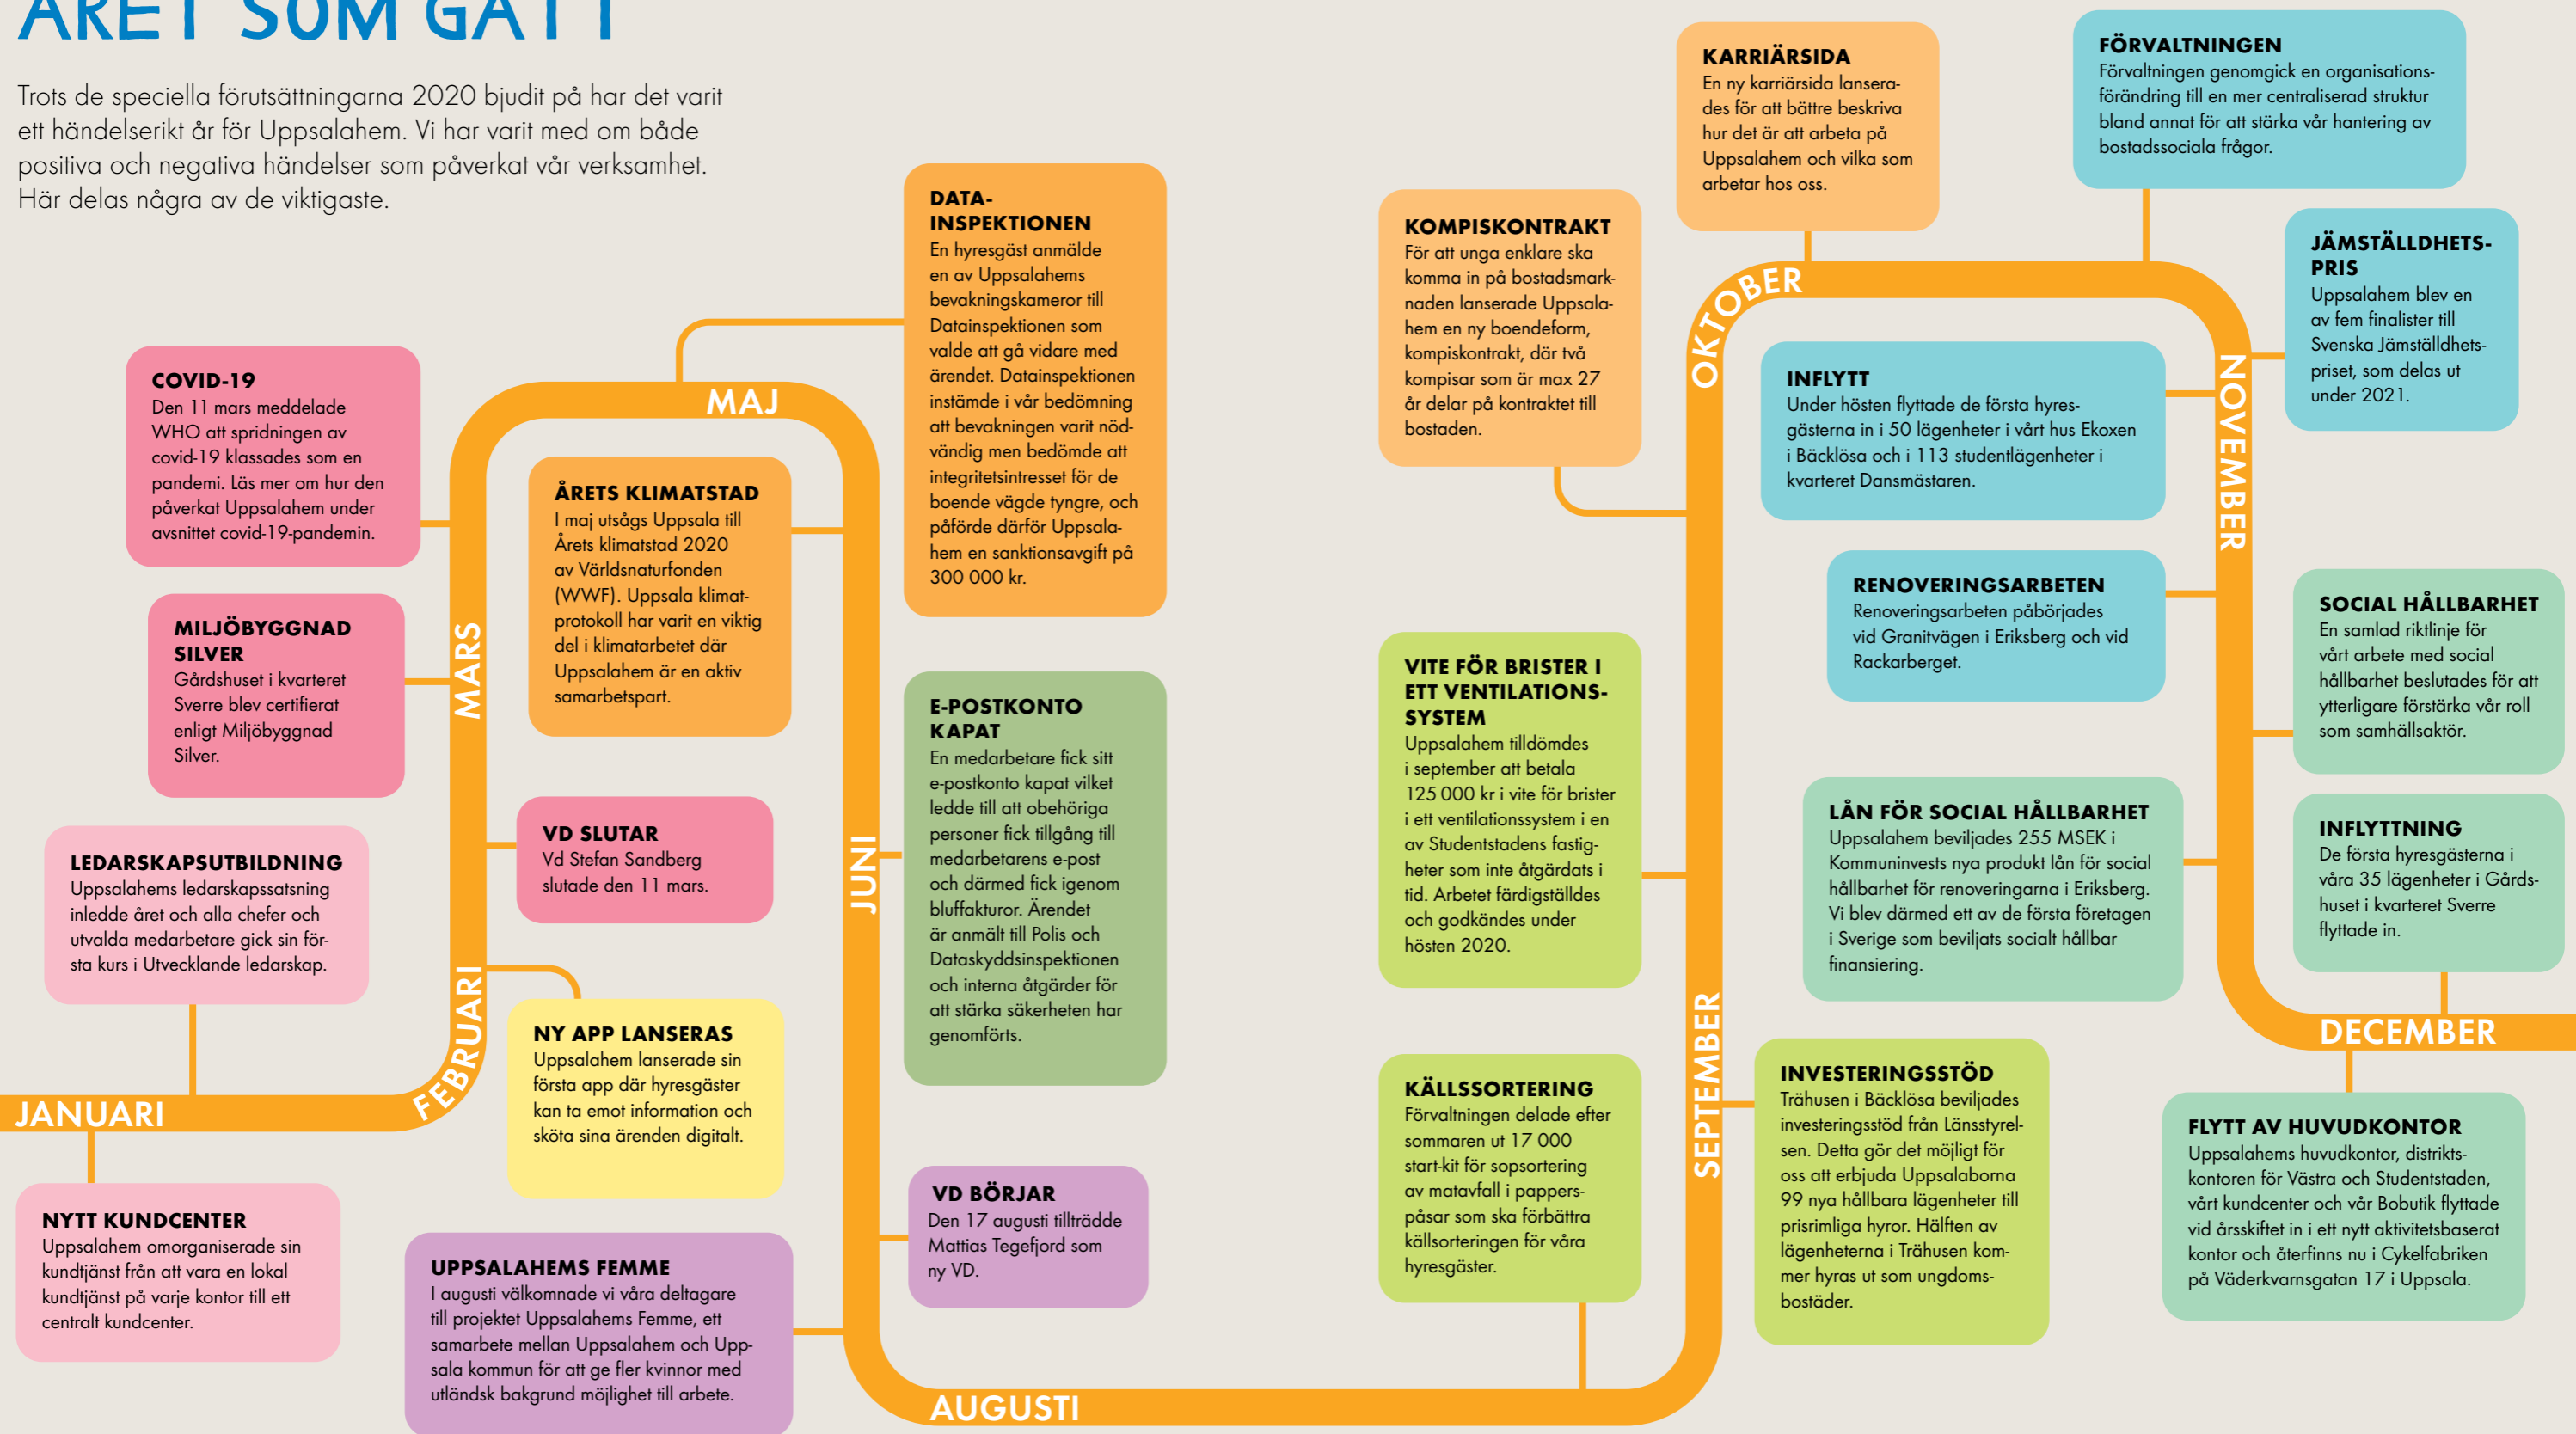 ÅRET SOM GÅTT
Trots de speciella förutsättningarna 2020 bjudit på har det varit
ett händelserikt år för Uppsalahem. Vi har varit med om både
positiva och negativa händelser som påverkat vår verksamhet.
Här delas några av de viktigaste.
JANUARI
LEDARSKAPSUTBILDNING
Uppsalahems ledarskapssatsning
inledde året och alla chefer och
utvalda medarbetare gick sin för-
sta kurs i Utvecklande ledarskap.
NYTT KUNDCENTER
Uppsalahem omorganiserade sin
kundtjänst från att vara en lokal
kundtjänst på varje kontor till ett
centralt kundcenter.
FEBRUARI
NY APP LANSERAS
Uppsalahem lanserade sin
första app där hyresgäster
kan ta emot information och
sköta sina ärenden digitalt.
MARS
COVID-19
Den 11 mars meddelade
WHO att spridningen av
covid-19 klassades som en
pandemi. Läs mer om hur den
påverkat Uppsalahem under
avsnittet covid-19-pandemin.
MILJÖBYGGNAD
SILVER
Gårdshuset i kvarteret
Sverre blev certifierat
enligt Miljöbyggnad
Silver.
VD SLUTAR
Vd Stefan Sandberg
slutade den 11 mars.
MAJ
DATA-
INSPEKTIONEN
En hyresgäst anmälde
en av Uppsalahems
bevakningskameror till
Datainspektionen som
valde att gå vidare med
ärendet. Datainspektionen
instämde i vår bedömning
att bevakningen varit nöd-
vändig men bedömde att
integritetsintresset för de
boende vägde tyngre, och
påförde därför Uppsala-
hem en sanktionsavgift på
300 000 kr.
ÅRETS KLIMATSTAD
I maj utsågs Uppsala till
Årets klimatstad 2020
av Världsnaturfonden
(WWF). Uppsala klimat-
protokoll har varit en viktig
del i klimatarbetet där
Uppsalahem är en aktiv
samarbetspart.
JUNI
E-POSTKONTO
KAPAT
En medarbetare fick sitt
e-postkonto kapat vilket
ledde till att obehöriga
personer fick tillgång till
medarbetarens e-post
och därmed fick igenom
bluffakturor. Ärendet
är anmält till Polis och
Dataskyddsinspektionen
och interna åtgärder för
att stärka säkerheten har
genomförts.
VD BÖRJAR
Den 17 augusti tillträdde
Mattias Tegefjord som
ny VD.
UPPSALAHEMS FEMME
I augusti välkomnade vi våra deltagare
till projektet Uppsalahems Femme, ett
samarbete mellan Uppsalahem och Upp-
sala kommun för att ge fler kvinnor med
utländsk bakgrund möjlighet till arbete.
AUGUSTI
KÄLLSSORTERING
Förvaltningen delade efter
sommaren ut 17 000
start-kit för sopsortering
av matavfall i pappers-
påsar som ska förbättra
källsorteringen för våra
hyresgäster.
SEPTEMBER
INVESTERINGSSTÖD
Trähusen i Bäcklösa beviljades
investeringsstöd från Länsstyrel-
sen. Detta gör det möjligt för
oss att erbjuda Uppsalaborna
99 nya hållbara lägenheter till
prisrimliga hyror. Hälften av
lägenheterna i Trähusen kom-
mer hyras ut som ungdoms-
bostäder.
VITE FÖR BRISTER I
ETT VENTILATIONS-
SYSTEM
Uppsalahem tilldömdes
i september att betala
125 000 kr i vite för brister
i ett ventilationssystem i en
av Studentstadens fastig-
heter som inte åtgärdats i
tid. Arbetet färdigställdes
och godkändes under
hösten 2020.
OKTOBER
KOMPISKONTRAKT
För att unga enklare ska
komma in på bostadsmark-
naden lanserade Uppsala-
hem en ny boendeform,
kompiskontrakt, där två
kompisar som är max 27
år delar på kontraktet till
bostaden.
KARRIÄRSIDA
En ny karriärsida lansera-
des för att bättre beskriva
hur det är att arbeta på
Uppsalahem och vilka som
arbetar hos oss.
FÖRVALTNINGEN
Förvaltningen genomgick en organisations-
förändring till en mer centraliserad struktur
bland annat för att stärka vår hantering av
bostadssociala frågor.
NOVEMBER
JÄMSTÄLLDHETS-
PRIS
Uppsalahem blev en
av fem finalister till
Svenska Jämställdhets-
priset, som delas ut
under 2021.
INFLYTT
Under hösten flyttade de första hyres-
gästerna in i 50 lägenheter i vårt hus Ekoxen
i Bäcklösa och i 113 studentlägenheter i
kvarteret Dansmästaren.
RENOVERINGSARBETEN
Renoveringsarbeten påbörjades
vid Granitvägen i Eriksberg och vid
Rackarberget.
SOCIAL HÅLLBARHET
En samlad riktlinje för
vårt arbete med social
hållbarhet beslutades för att
ytterligare förstärka vår roll
som samhällsaktör.
LÅN FÖR SOCIAL HÅLLBARHET
Uppsalahem beviljades 255 MSEK i
Kommuninvests nya produkt lån för social
hållbarhet för renoveringarna i Eriksberg.
Vi blev därmed ett av de första företagen
i Sverige som beviljats socialt hållbar
finansiering.
INFLYTTNING
De första hyresgästerna i
våra 35 lägenheter i Gårds-
huset i kvarteret Sverre
flyttade in.
DECEMBER
FLYTT AV HUVUDKONTOR
Uppsalahems huvudkontor, distrikts-
kontoren för Västra och Studentstaden,
vårt kundcenter och vår Bobutik flyttade
vid årsskiftet in i ett nytt aktivitetsbaserat
kontor och återfinns nu i Cykelfabriken
på Väderkvarnsgatan 17 i Uppsala.